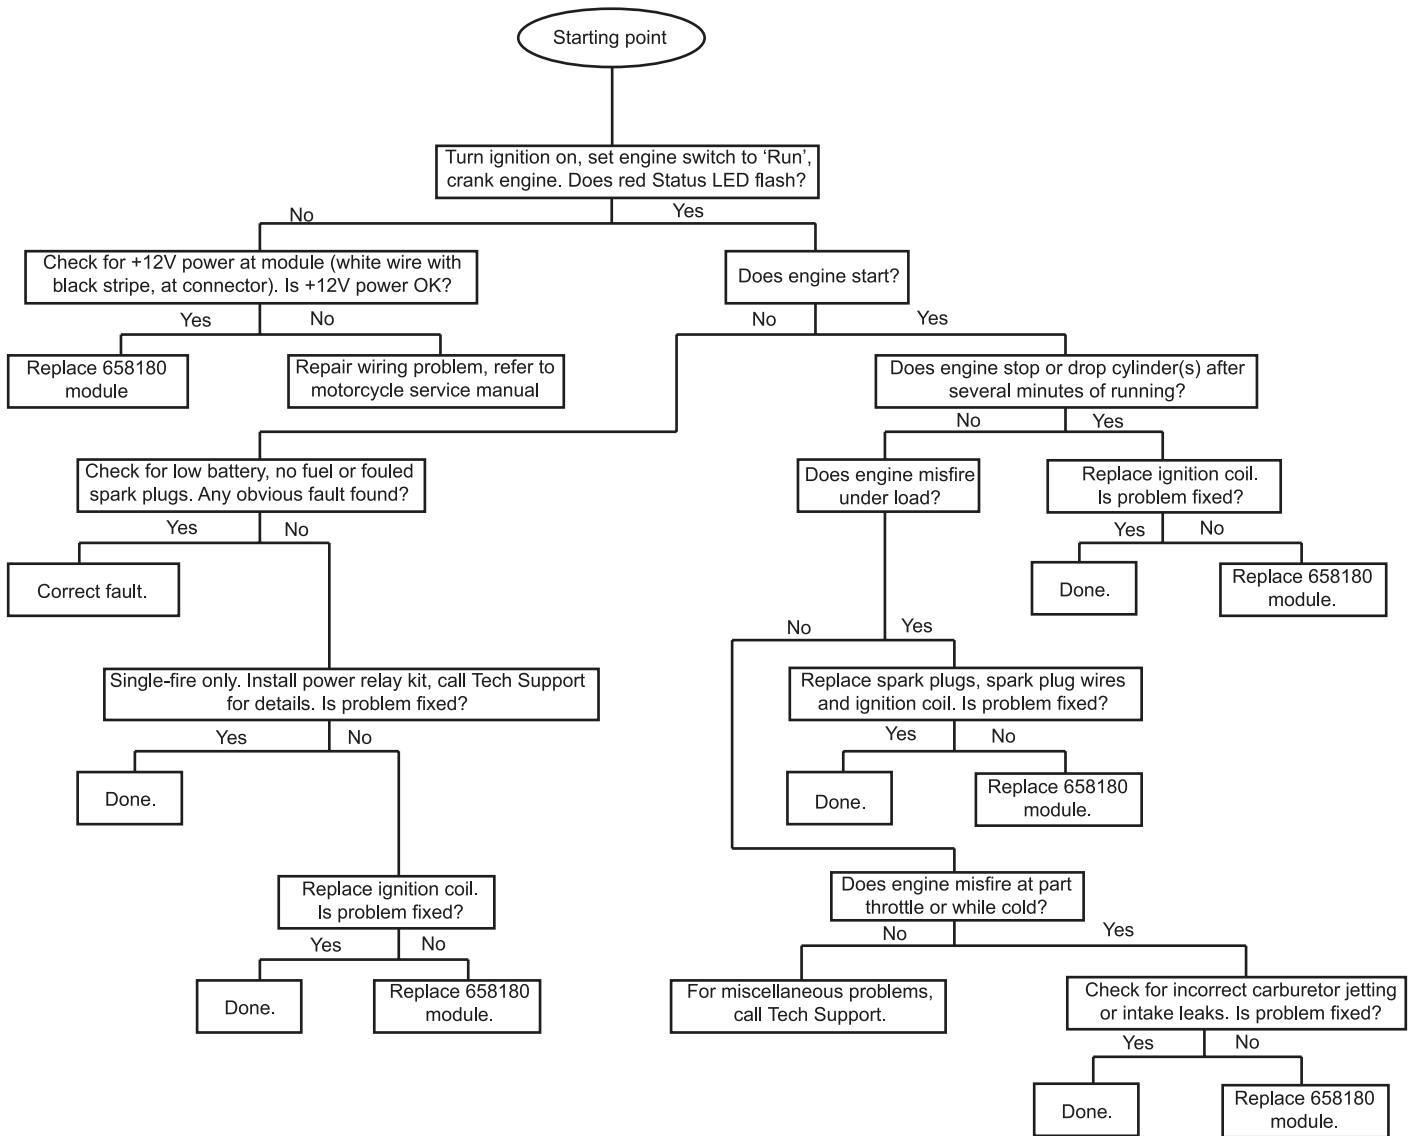 Starting point
Turn ignition on, set engine switch to ‘Run’,
crank engine. Does red Status LED flash?
No
Yes
Check for +12V power at module (white wire with
black stripe, at connector). Is +12V power OK?
Does engine start?
Yes
No
No
Yes
Replace 658180
module
Repair wiring problem, refer to
motorcycle service manual
Does engine stop or drop cylinder(s) after
several minutes of running?
No
Yes
Check for low battery, no fuel or fouled
spark plugs. Any obvious fault found?
Does engine misfire
under load?
Replace ignition coil.
Is problem fixed?
Yes
No
Yes
No
Correct fault.
Done.
Replace 658180
module.
No
Yes
Single-fire only. Install power relay kit, call Tech Support
for details. Is problem fixed?
Replace spark plugs, spark plug wires
and ignition coil. Is problem fixed?
Yes
No
Yes
No
Done.
Done.
Replace 658180
module.
Replace ignition coil.
Is problem fixed?
Does engine misfire at part
throttle or while cold?
Yes
No
No
Yes
Done.
Replace 658180
module.
For miscellaneous problems,
call Tech Support.
Check for incorrect carburetor jetting
or intake leaks. Is problem fixed?
Yes
No
Done.
Replace 658180
module.